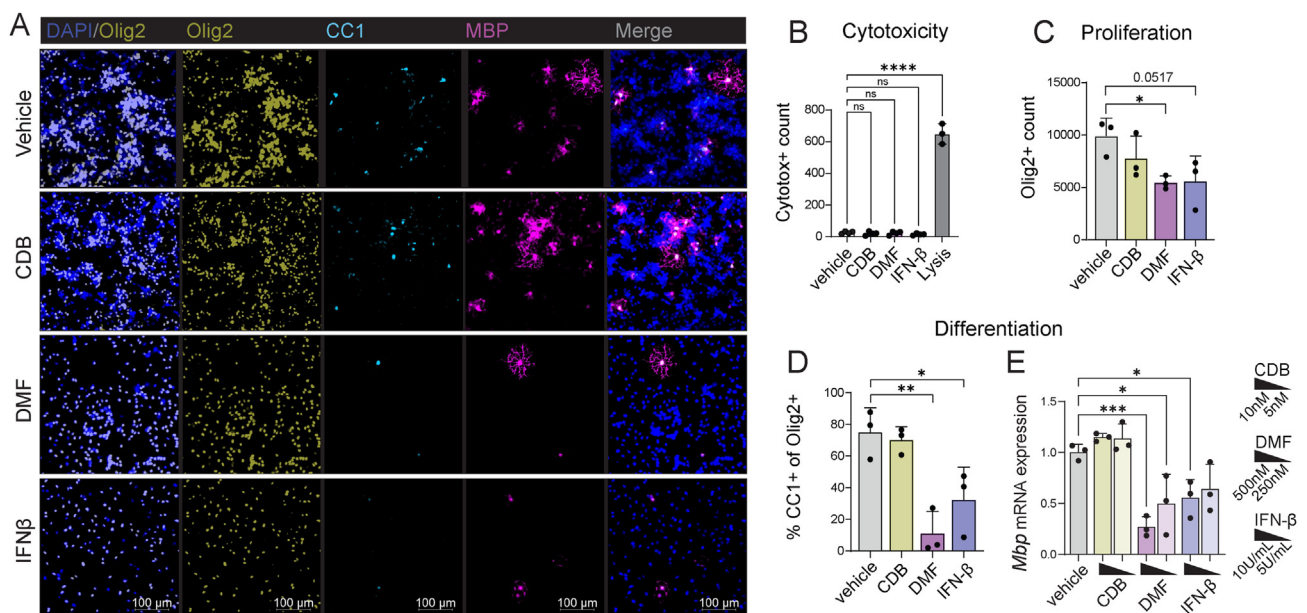 A
DAPI/Olig2 Olig2 CC1 MBP Merge
Vehicle
CDB
DMF
IFNβ
100 µm 100 µm 100 µm 100 µm 100 µm
B Cytotoxicity
****
ns
ns
ns
Cytotox+ count
800
600
400
200
0
vehicle CDB DMF IFN-β Lysis
C Proliferation
0.0517
*
Olig2+ count
15000
10000
5000
0
vehicle CDB DMF IFN-β
Differentiation
D
*
**
% CC1+ of Olig2+
100
80
60
40
20
0
vehicle CDB DMF IFN-β
E
*
*
***
Mbp mRNA expression
1.5
1.0
0.5
0.0
vehicle CDB DMF IFN-β
CDB
10nM 5nM
DMF
500nM 250nM
IFN-β
10U/mL 5U/mL